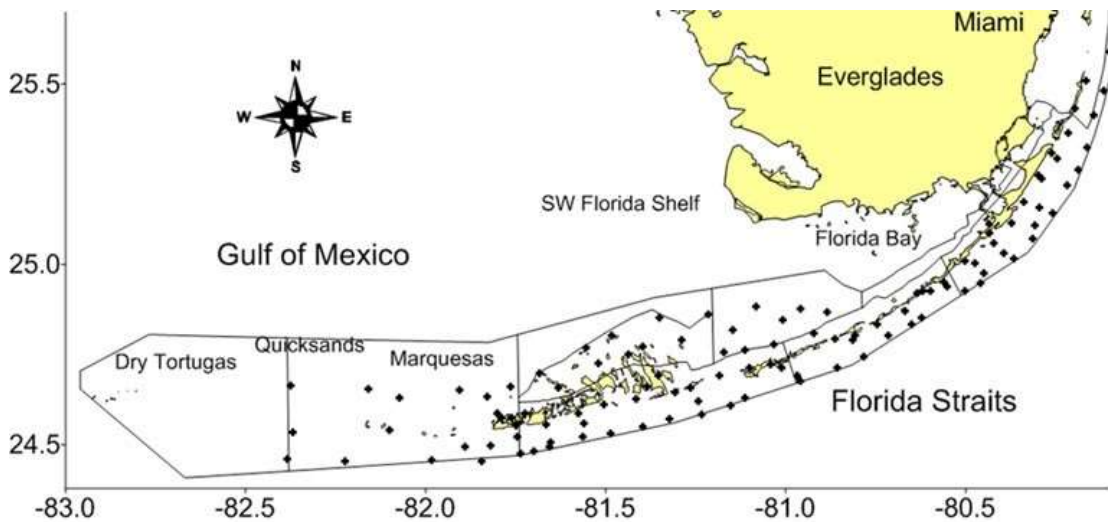 Miami
25.5
N
Everglades
W E
S
SW Florida Shelf
Florida Bay
Gulf of Mexico
25.0
Quicksands
Dry Tortugas
Marquesas
Florida Straits
24.5
-83.0 -82.5 -82.0 -81.5 -81.0 -80.5